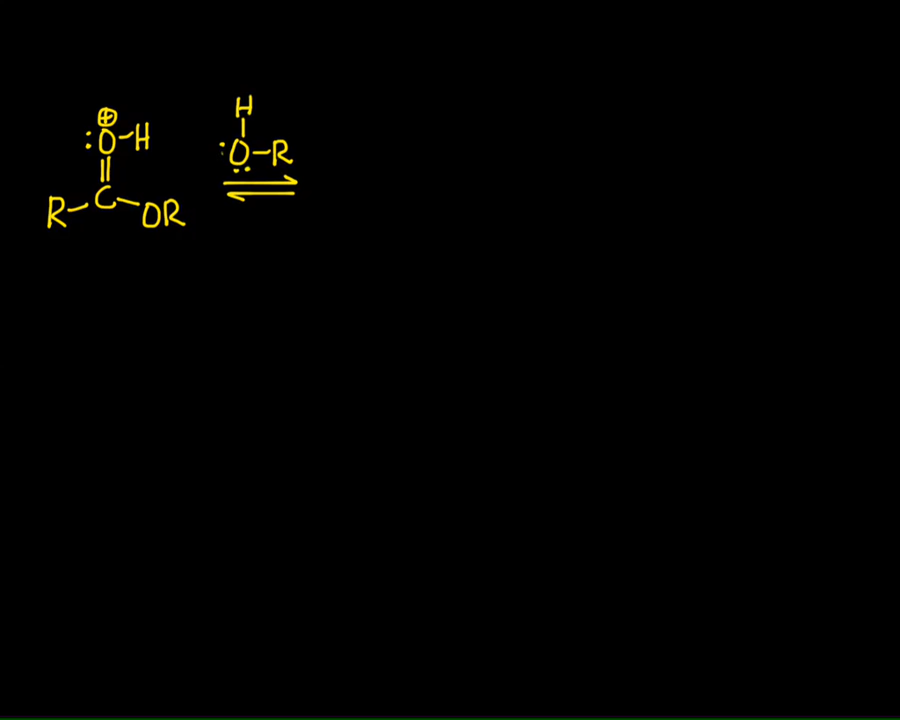 ⊕
:O-H
||
R-C-OR
H
|
:O-R
..
⇌